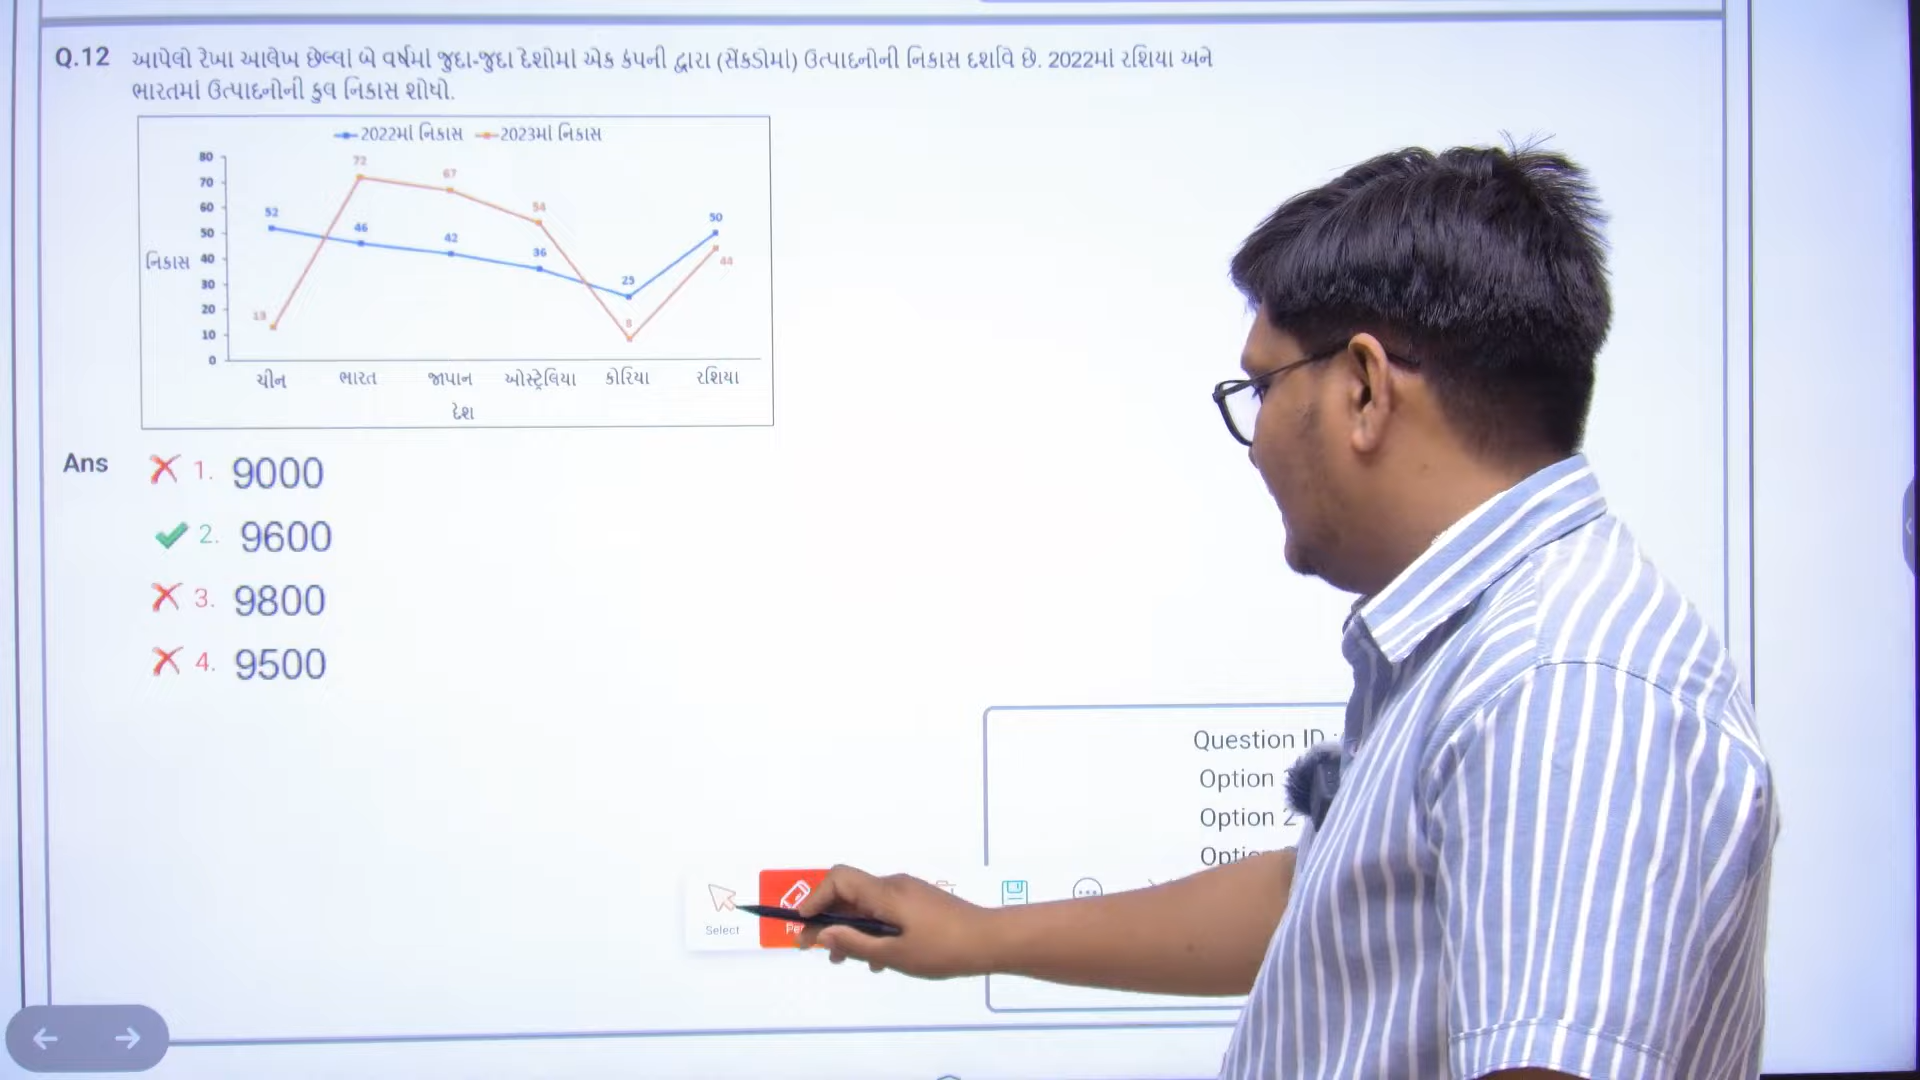 Q.12 આપેલો રેખા આલેખ છેલ્લાં બે વર્ષમાં જુદા-જુદા દેશોમાં એક કંપની દ્વારા (સેંકડોમાં) ઉત્પાદનોની નિકાસ દર્શાવે છે. 2022માં રશિયા અને
ભારતમાં ઉત્પાદનોની કુલ નિકાસ શોધો.
2022માં નિકાસ 2023માં નિકાસ
80
70
60
50
40
30
20
10
0
નિકાસ
52 46 42 36 25 50
13 72 67 54 8 44
ચીન ભારત જાપાન ઓસ્ટ્રેલિયા કોરિયા રશિયા
દેશ
Ans
1. 9000
2. 9600
3. 9800
4. 9500
Question ID :
Option
Option 2
Select